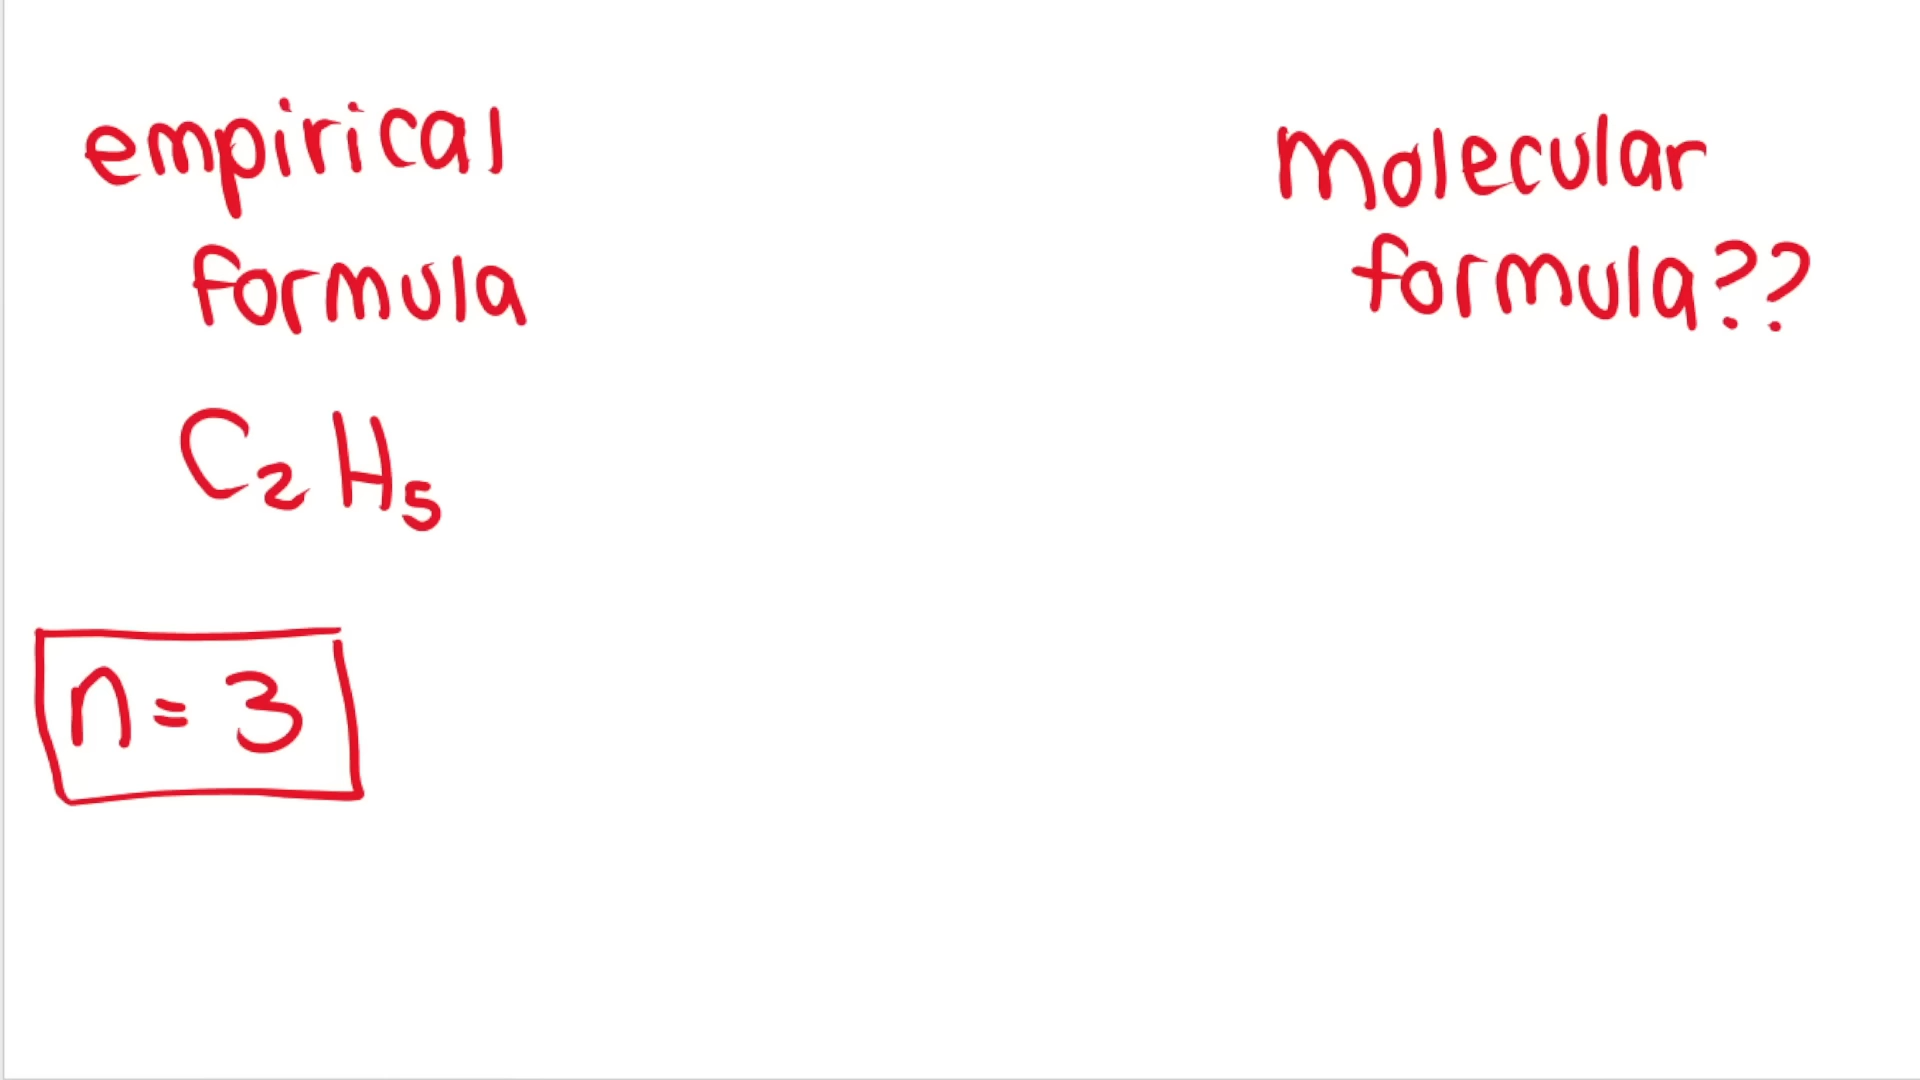 empirical
formula
C₂H₅
n = 3
molecular
formula??